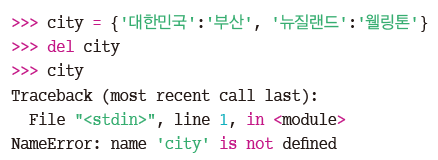 >>> city = {'대한민국':'부산', '뉴질랜드':'웰링톤'}
>>> del city
>>> city
Traceback (most recent call last):
  File "<stdin>", line 1, in <module>
NameError: name 'city' is not defined